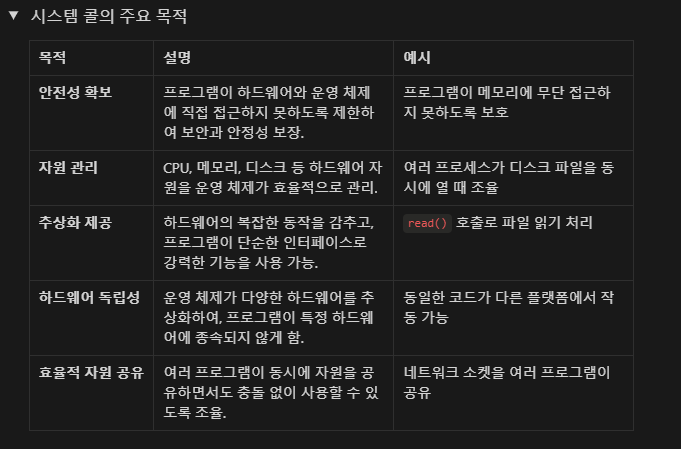 시스템 콜의 주요 목적
목적 설명 예시
안전성 확보 프로그램이 하드웨어와 운영 체제 프로그램이 메모리에 무단 접근하
에 직접 접근하지 못하도록 제한하 지 못하도록 보호
여 보안과 안정성 보장.
자원 관리 CPU, 메모리, 디스크 등 하드웨어 자 여러 프로세스가 디스크 파일을 동
원을 운영 체제가 효율적으로 관리. 시에 열 때 조율
추상화 제공 하드웨어의 복잡한 동작을 감추고, read() 호출로 파일 읽기 처리
프로그램이 단순한 인터페이스로
강력한 기능을 사용 가능.
하드웨어 독립성 운영 체제가 다양한 하드웨어를 추 동일한 코드가 다른 플랫폼에서 작
상화하여, 프로그램이 특정 하드웨 동 가능
어에 종속되지 않게 함.
효율적 자원 공유 여러 프로그램이 동시에 자원을 공 네트워크 소켓을 여러 프로그램이
유하면서도 충돌 없이 사용할 수 있 공유
도록 조율.